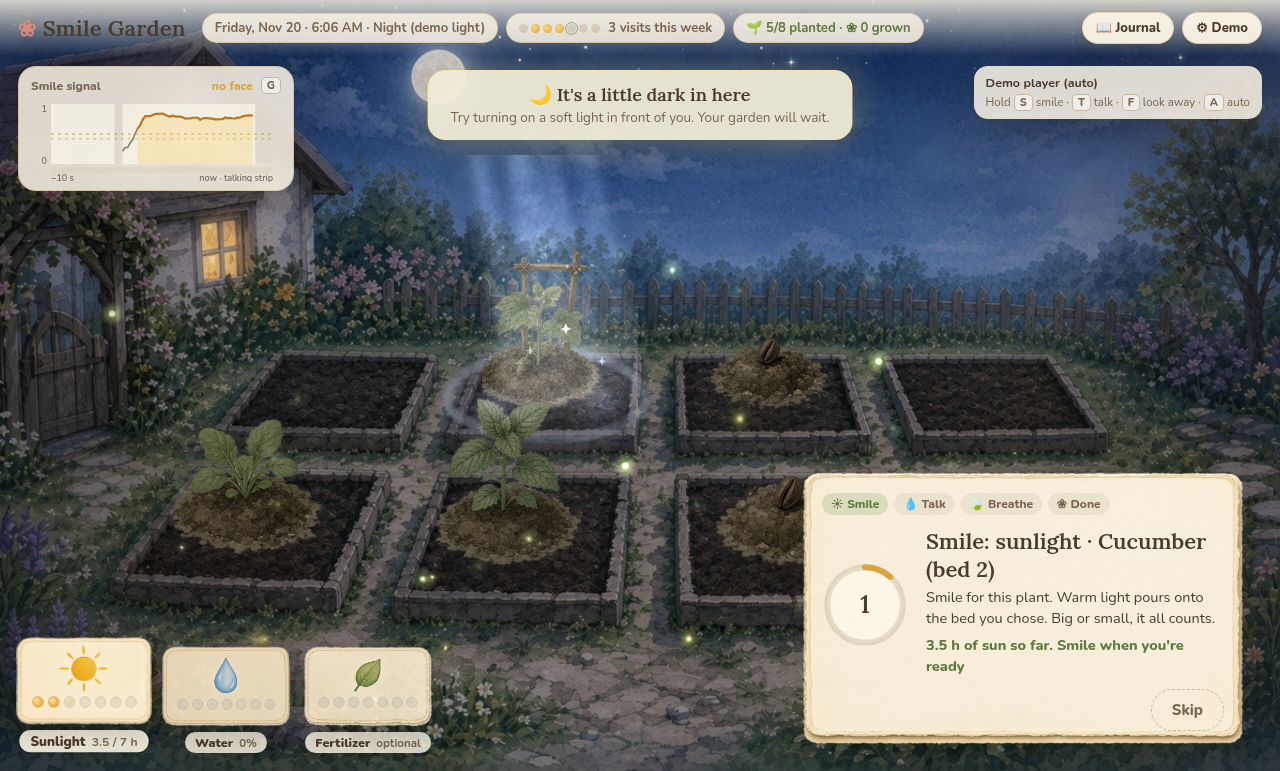 Smile Garden
Friday, Nov 20 · 6:06 AM · Night (demo light)
3 visits this week
5/8 planted · 0 grown
Journal
Demo
Smile signal
no face
G
1
0
−10 s
now · talking strip
It's a little dark in here
Try turning on a soft light in front of you. Your garden will wait.
Demo player (auto)
Hold S smile · T talk · F look away · A auto
Smile
Talk
Breathe
Done
Smile: sunlight · Cucumber
(bed 2)
1
Smile for this plant. Warm light pours onto
the bed you chose. Big or small, it all counts.
3.5 h of sun so far. Smile when you're
ready
Skip
Sunlight 3.5 / 7 h
Water 0%
Fertilizer optional